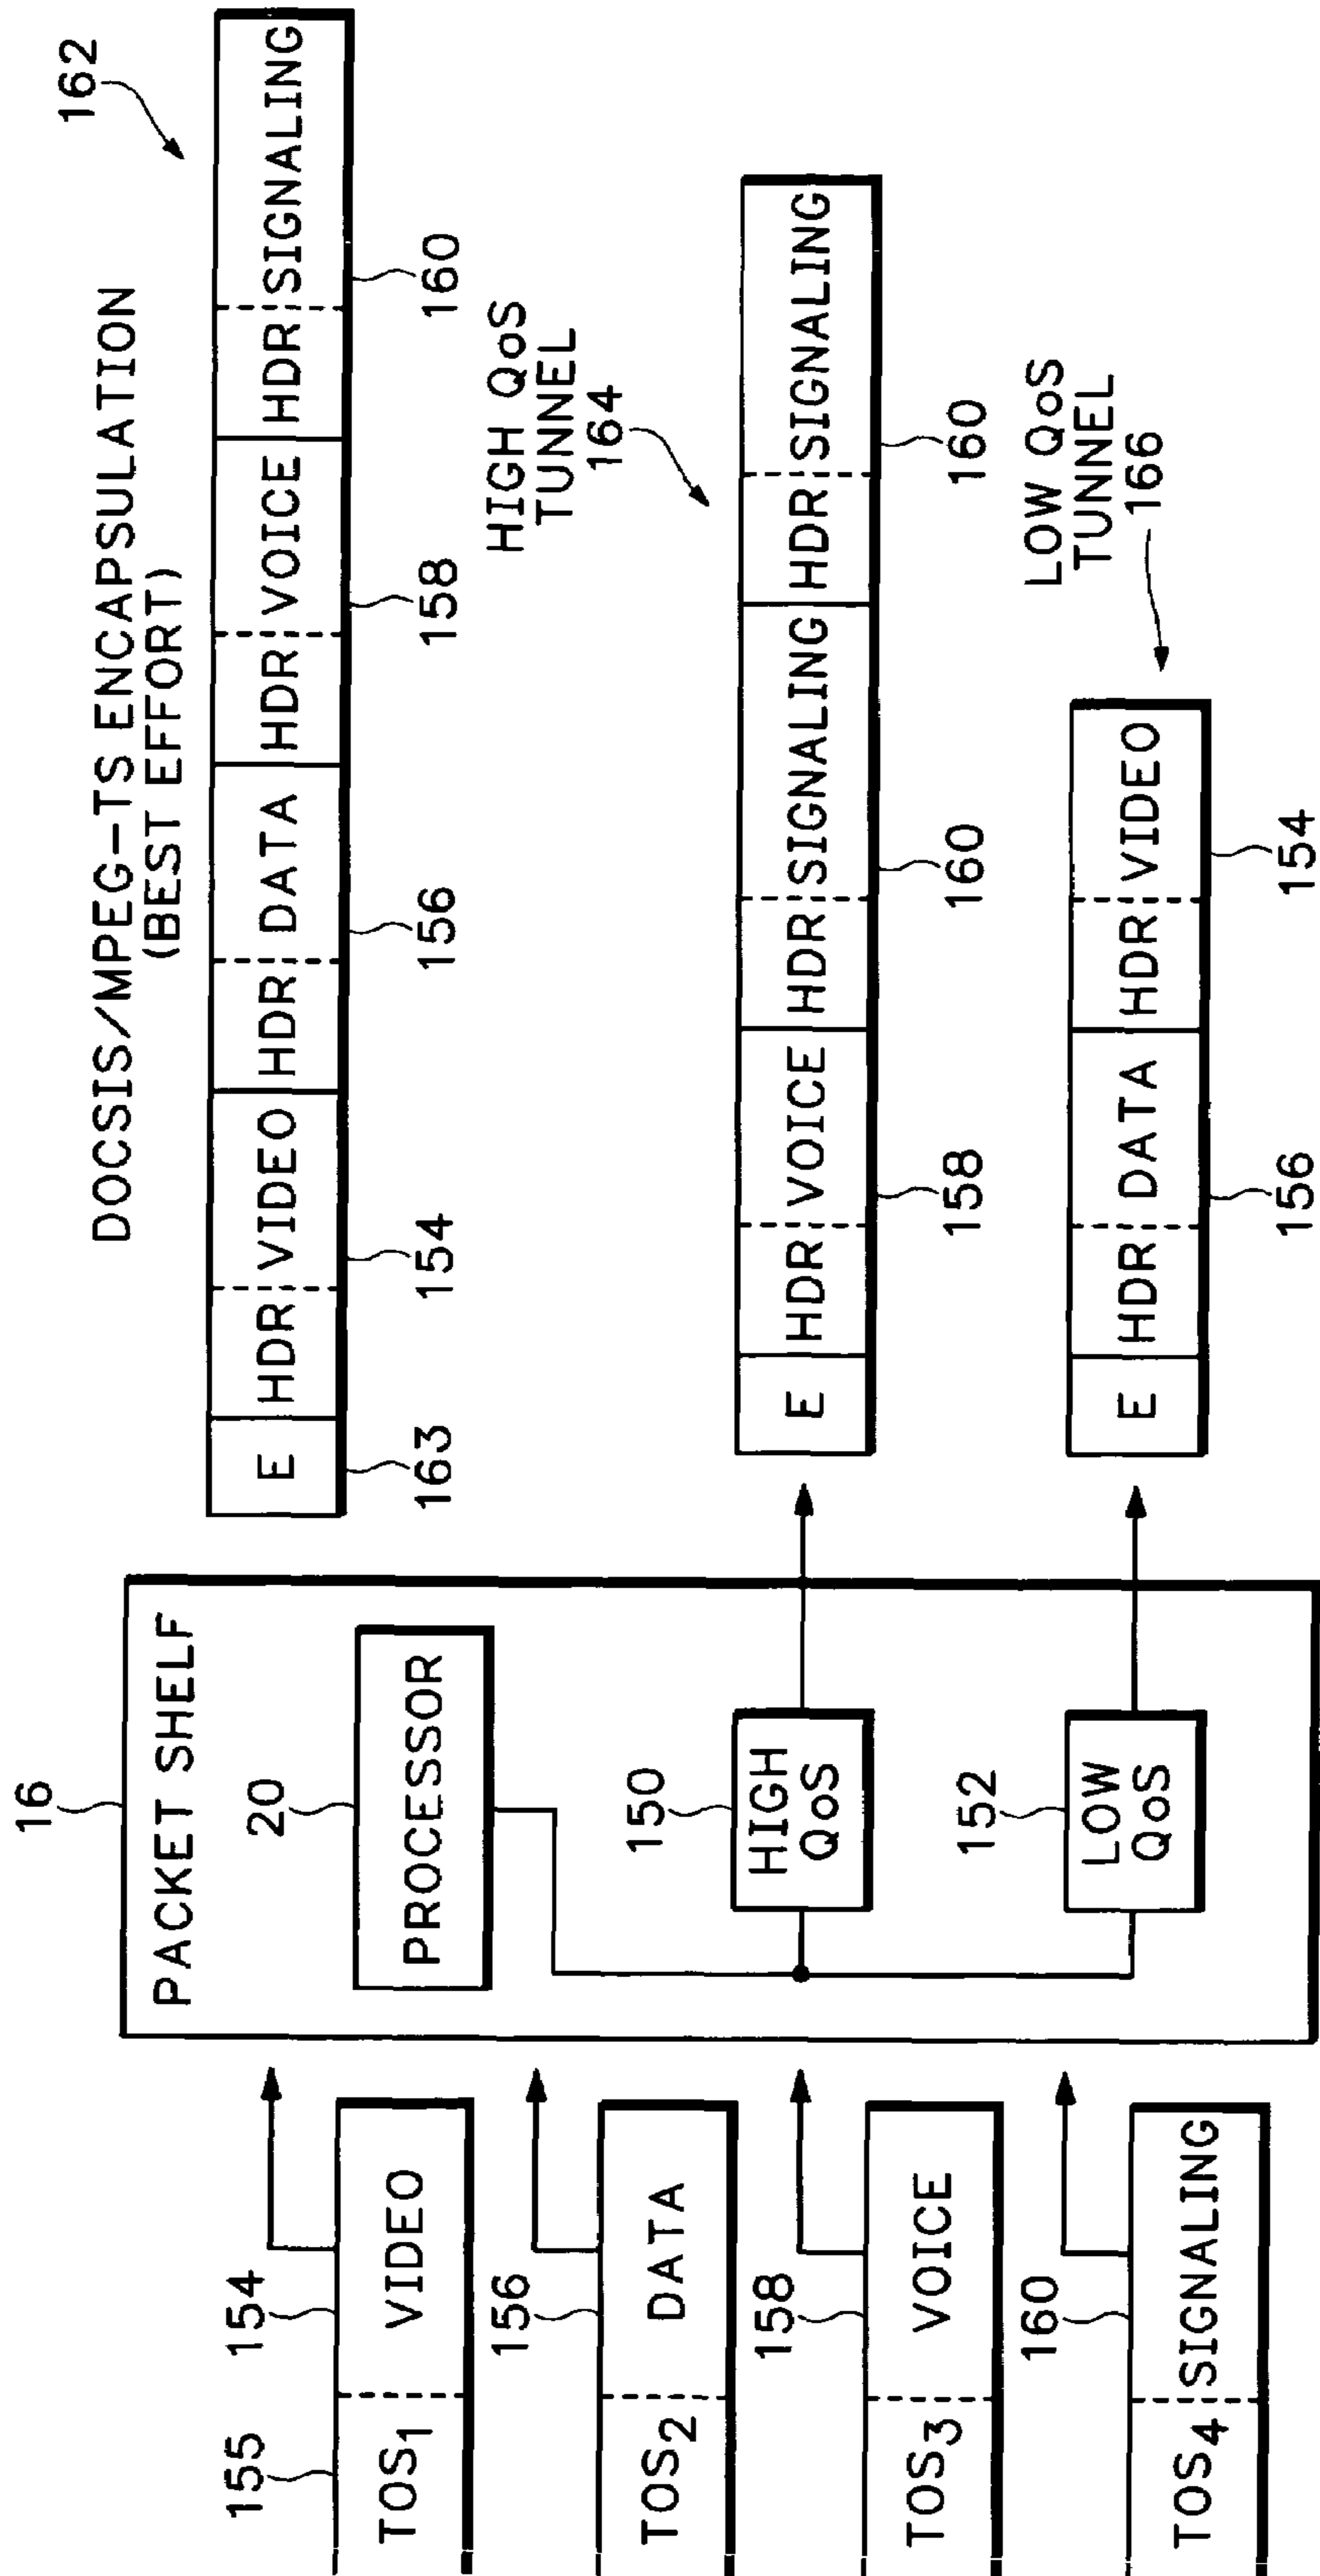 155
154
TOS1 VIDEO
156
TOS2 DATA
158
TOS3 VOICE
160
TOS4 SIGNALING
16
PACKET SHELF
20
PROCESSOR
150
HIGH
QoS
152
LOW
QoS
DOCSIS/MPEG-TS ENCAPSULATION
(BEST EFFORT)
162
E HDR VIDEO HDR DATA HDR VOICE HDR SIGNALING
163 154 156 158 160
HIGH QoS
TUNNEL
164
E HDR VOICE HDR SIGNALING HDR SIGNALING
158 160 160
LOW QoS
TUNNEL
166
E HDR DATA HDR VIDEO
156 154